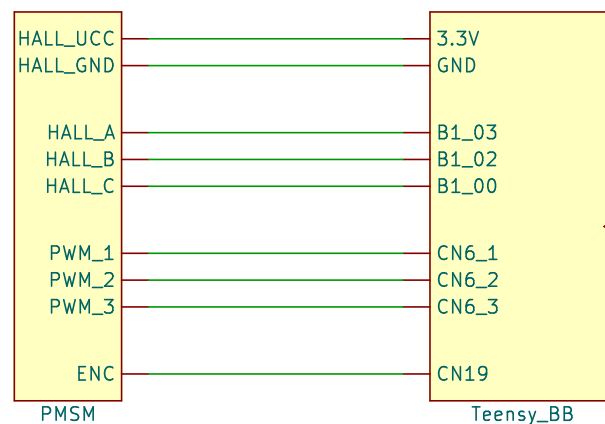 HALL_UCC 3.3V
HALL_GND GND
HALL_A B1_03
HALL_B B1_02
HALL_C B1_00
PWM_1 CN6_1
PWM_2 CN6_2
PWM_3 CN6_3
ENC CN19
PMSM Teensy_BB